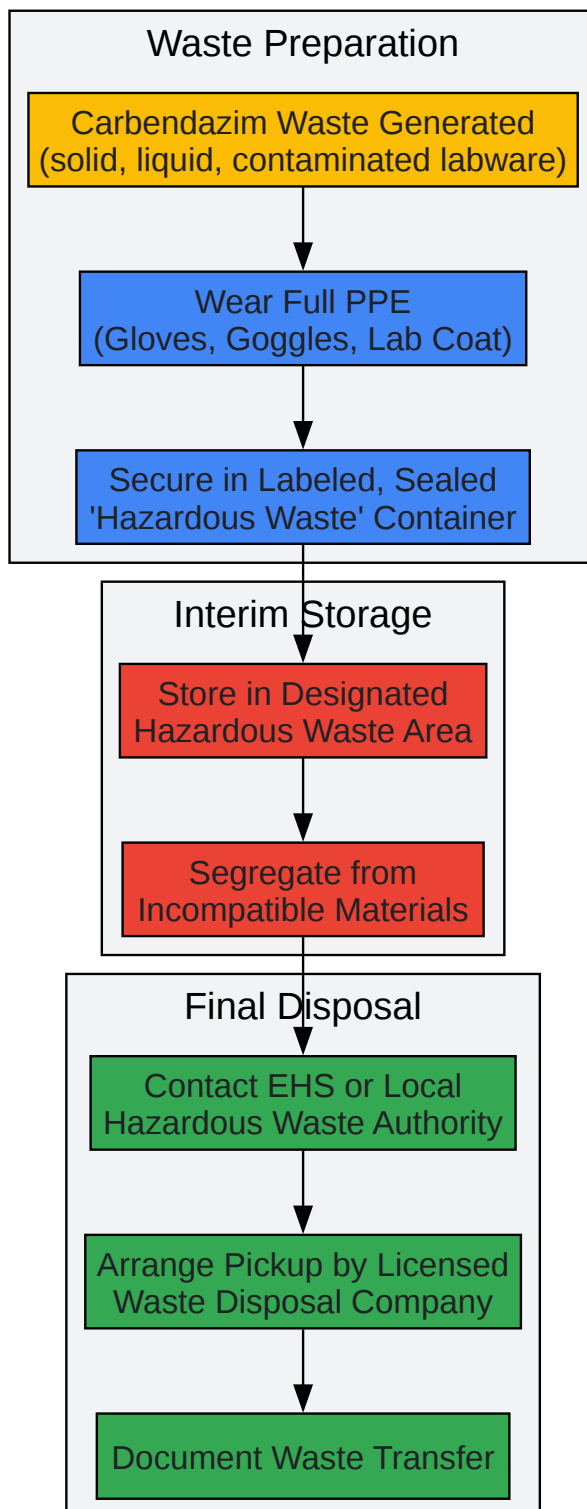 Waste Preparation
Carbendazim Waste Generated
(solid, liquid, contaminated labware)
Wear Full PPE
(Gloves, Goggles, Lab Coat)
Secure in Labeled, Sealed
'Hazardous Waste' Container
Interim Storage
Store in Designated
Hazardous Waste Area
Segregate from
Incompatible Materials
Final Disposal
Contact EHS or Local
Hazardous Waste Authority
Arrange Pickup by Licensed
Waste Disposal Company
Document Waste Transfer